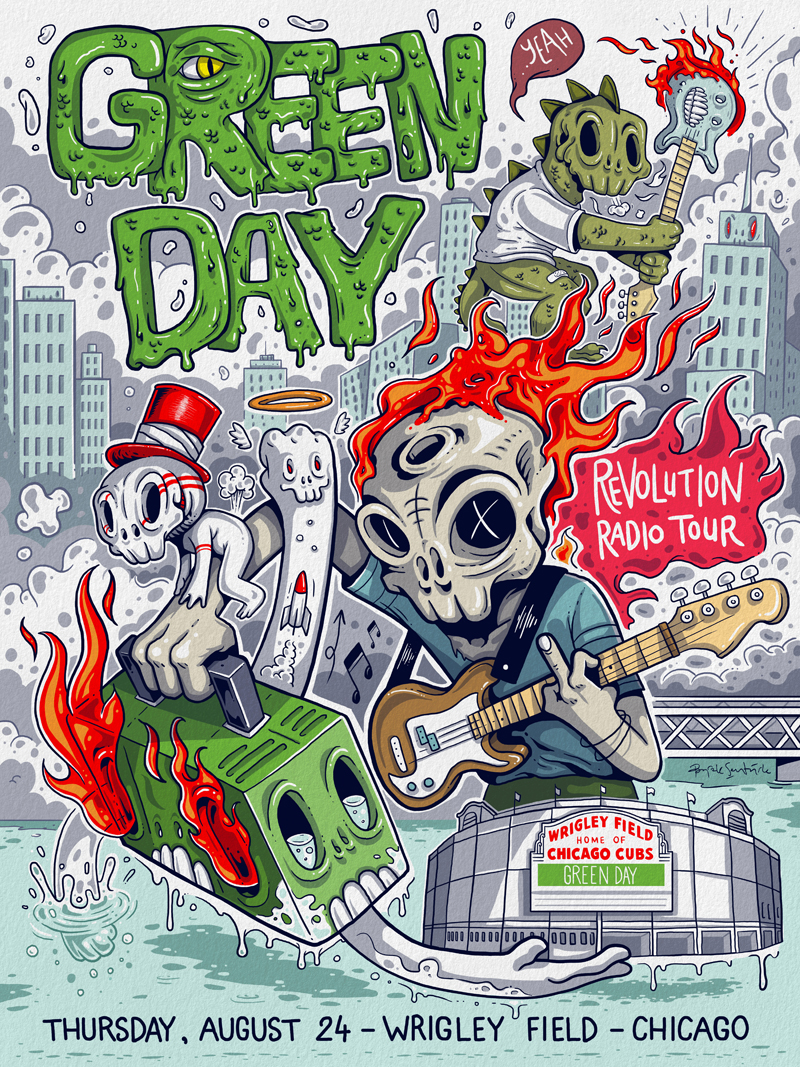 GREEN
DAY
YEAH
REVOLUTION
RADIO TOUR
WRIGLEY FIELD
HOME OF
CHICAGO CUBS
GREEN DAY
THURSDAY, AUGUST 24 – WRIGLEY FIELD – CHICAGO